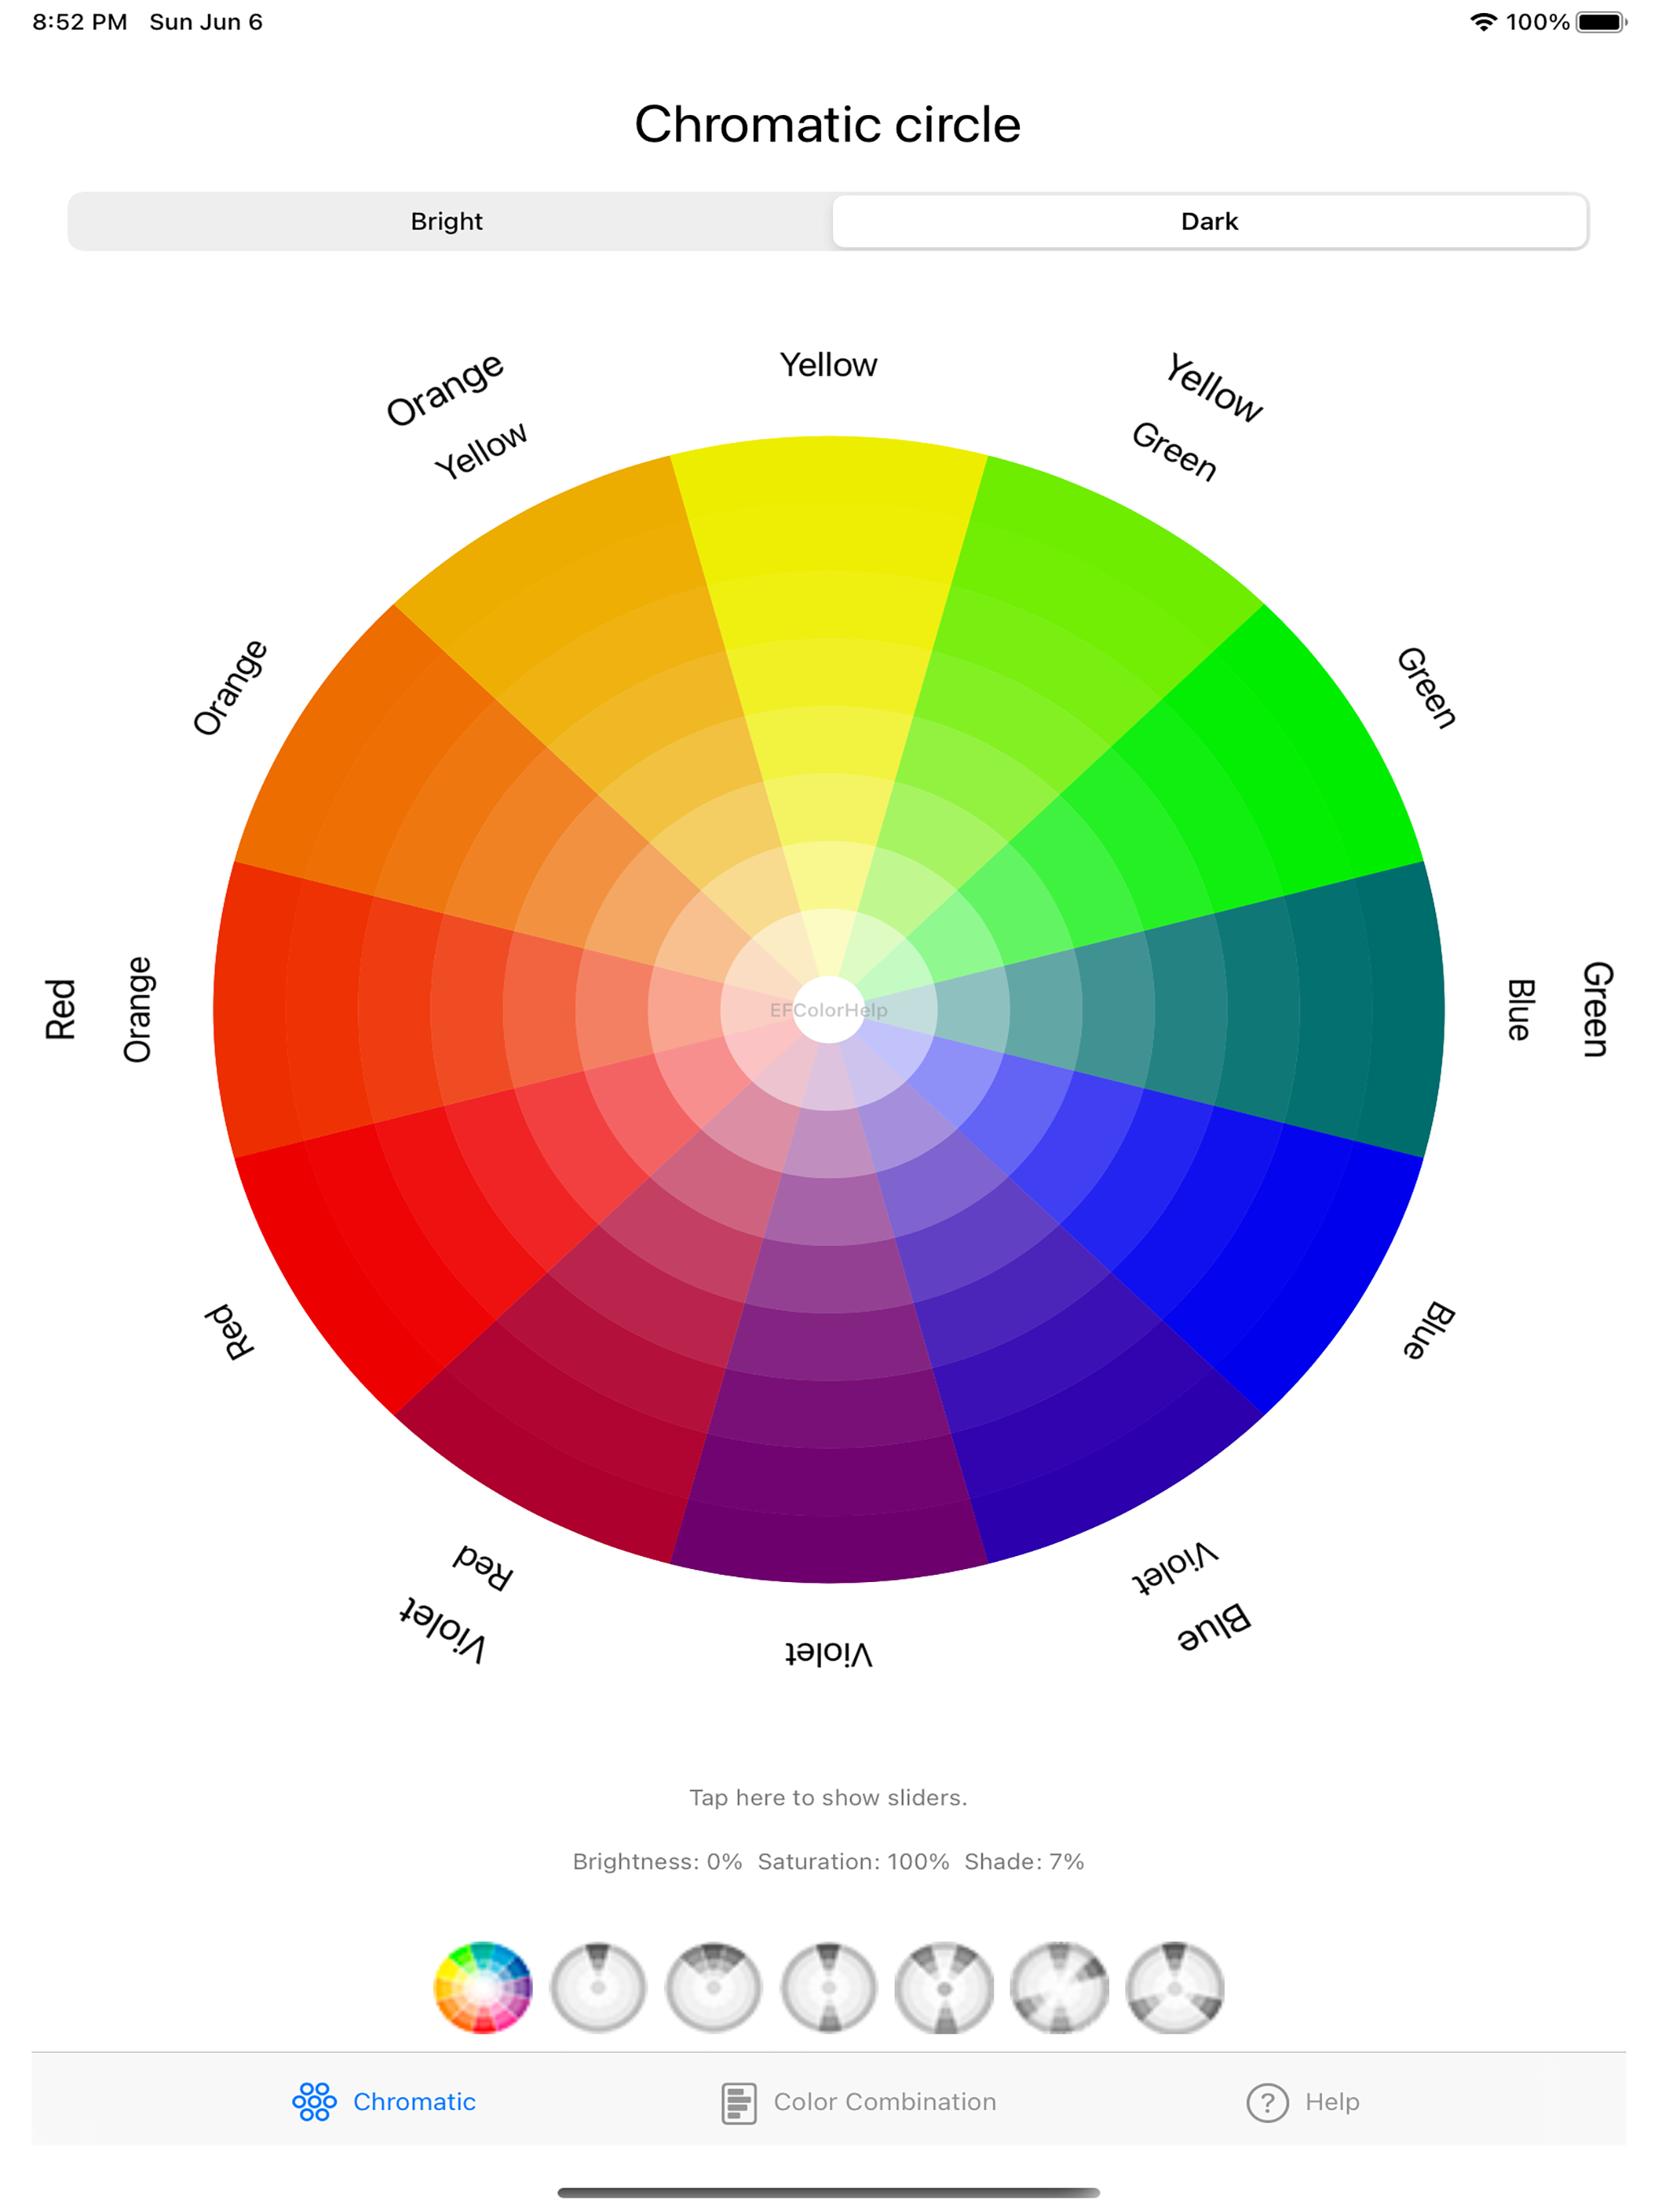 8:52 PM Sun Jun 6 100%
Chromatic circle
Bright Dark
Yellow
Orange
Yellow
Yellow
Green
Orange
Green
Red
Orange
EFColorHelp
Blue
Green
Red
Blue
Red
Violet
Violet
Blue
Violet
Tap here to show sliders.
Brightness: 0% Saturation: 100% Shade: 7%
Chromatic Color Combination ? Help